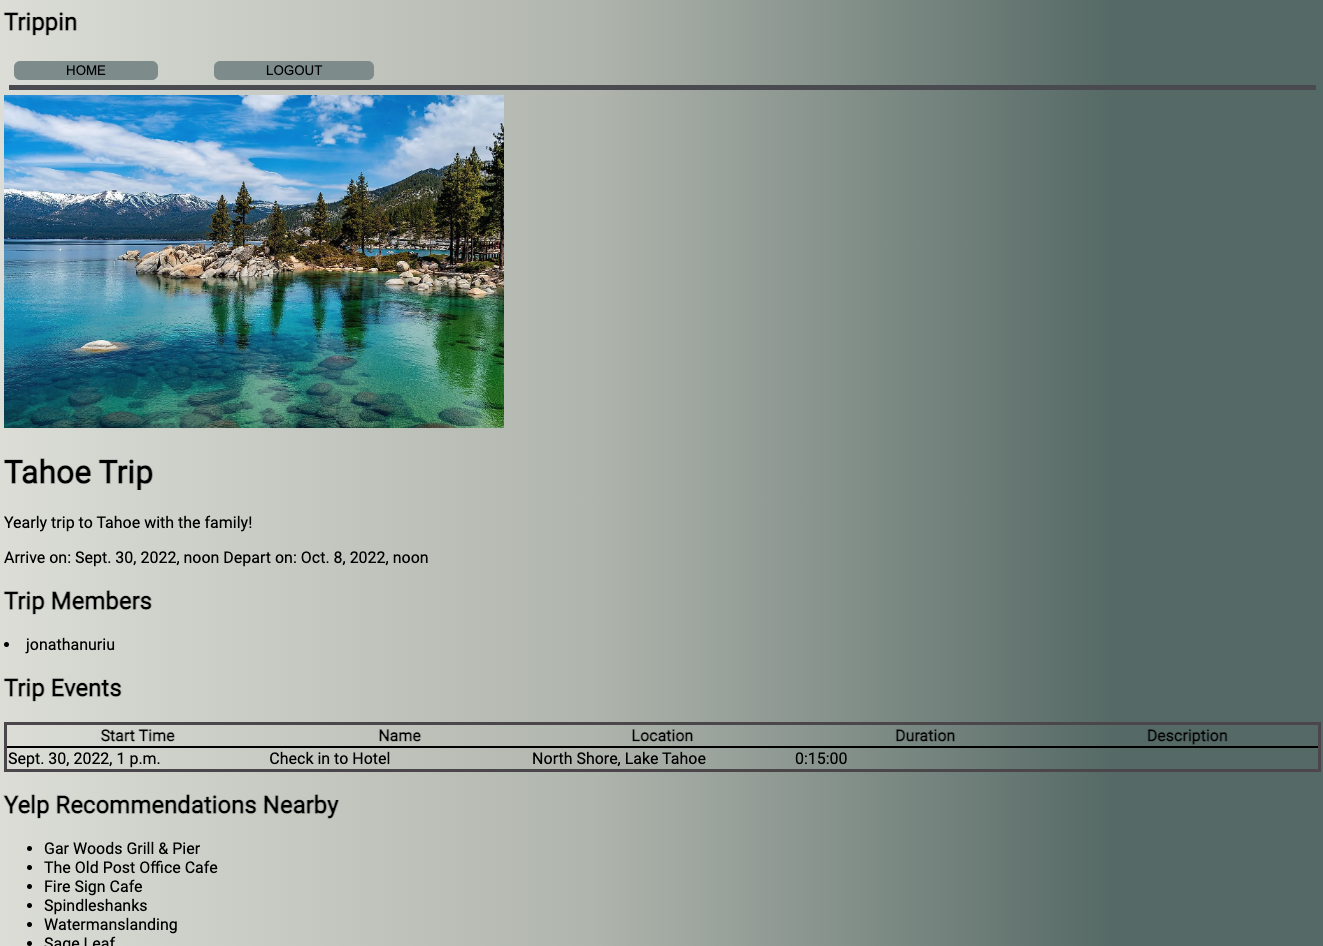 Trippin
HOME LOGOUT
Tahoe Trip
Yearly trip to Tahoe with the family!
Arrive on: Sept. 30, 2022, noon Depart on: Oct. 8, 2022, noon
Trip Members
• jonathanuriu
Trip Events
Start Time Name Location Duration Description
Sept. 30, 2022, 1 p.m. Check in to Hotel North Shore, Lake Tahoe 0:15:00
Yelp Recommendations Nearby
• Gar Woods Grill & Pier
• The Old Post Office Cafe
• Fire Sign Cafe
• Spindleshanks
• Watermanslanding
• Sage Leaf